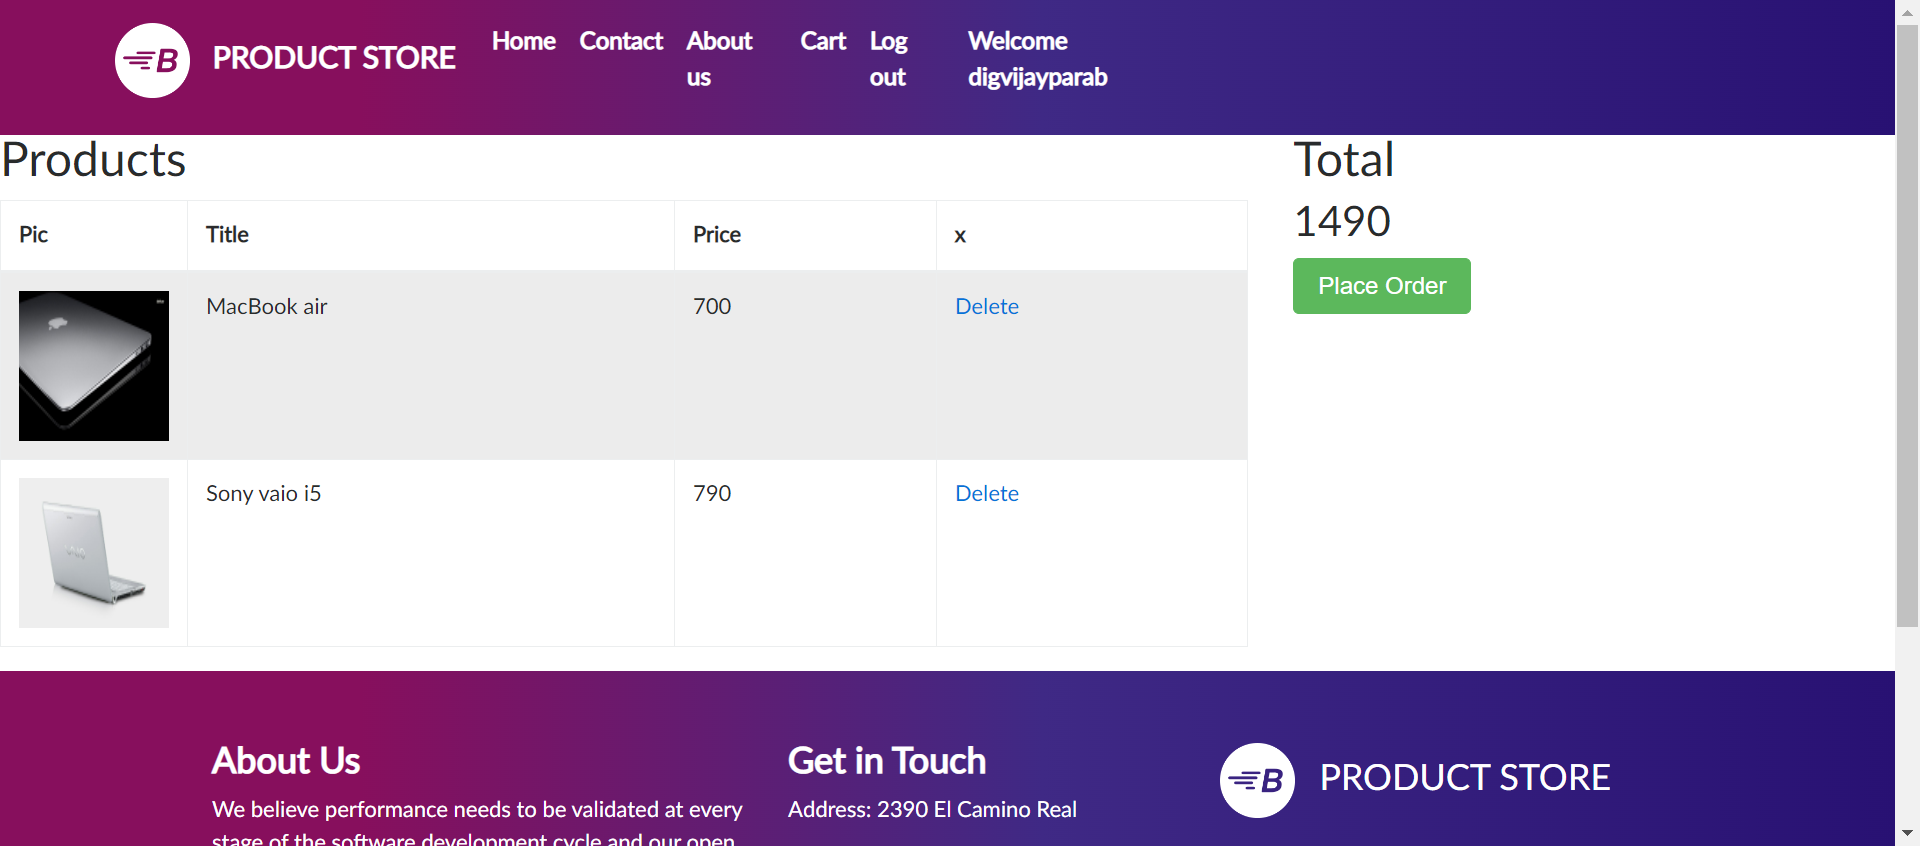 B PRODUCT STORE Home Contact About us Cart Log out Welcome digvijayparab
Products
Total
1490
Place Order
Pic Title Price x
MacBook air 700 Delete
Sony vaio i5 790 Delete
VAIO
About Us
We believe performance needs to be validated at every
stage of the software development cycle and our open
Get in Touch
Address: 2390 El Camino Real
B PRODUCT STORE